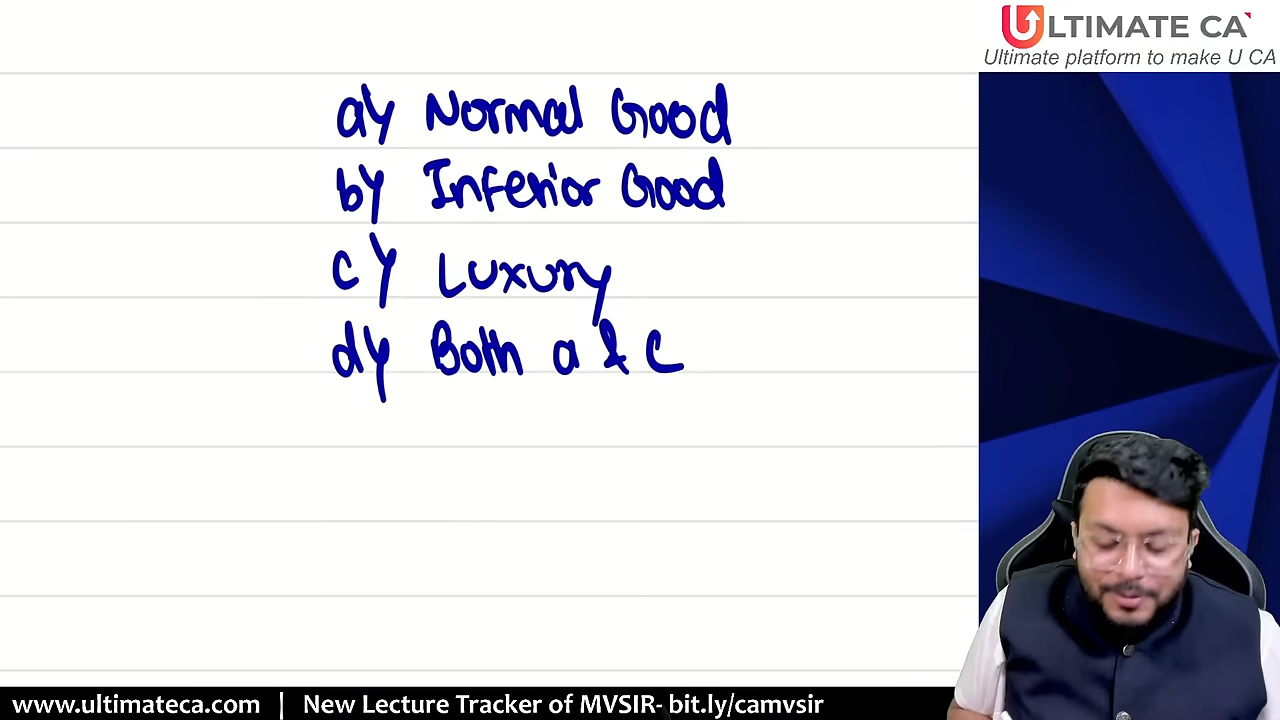 ULTIMATE CA
Ultimate platform to make U CA
a) Normal Good
b) Inferior Good
c) Luxury
d) Both a & c
www.ultimateca.com | New Lecture Tracker of MVSIR- bit.ly/camvsir